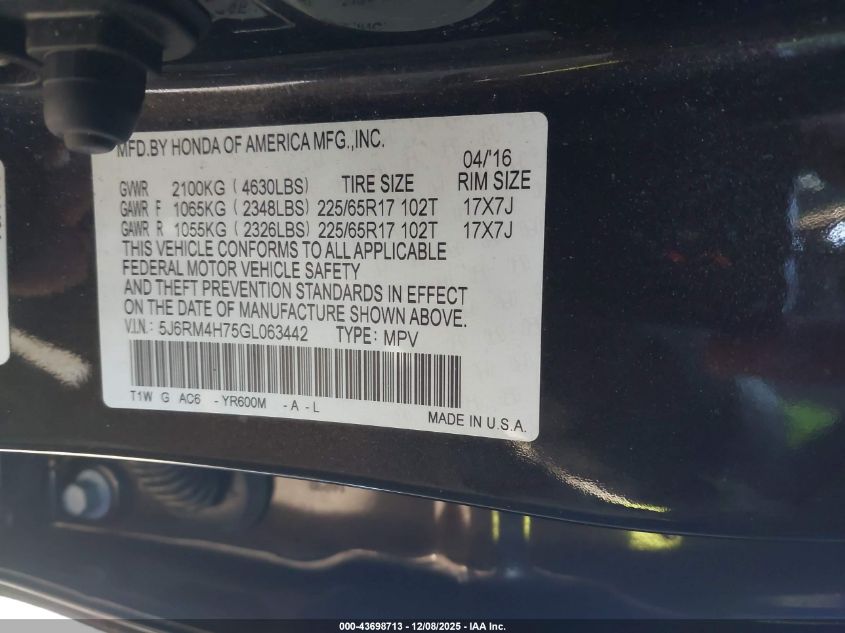 MFD.BY HONDA OF AMERICA MFG.,INC.
04/'16
GVWR 2100KG ( 4630LBS) TIRE SIZE RIM SIZE
GAWR F 1065KG ( 2348LBS) 225/65R17 102T 17X7J
GAWR R 1055KG ( 2326LBS) 225/65R17 102T 17X7J
THIS VEHICLE CONFORMS TO ALL APPLICABLE
FEDERAL MOTOR VEHICLE SAFETY
AND THEFT PREVENTION STANDARDS IN EFFECT
ON THE DATE OF MANUFACTURE SHOWN ABOVE.
V.I.N.: 5J6RM4H75GL063442 TYPE: MPV
T1W G AC6 - YR600M - A - L
MADE IN U.S.A.
000-43698713 - 12/08/2025 - IAA Inc.